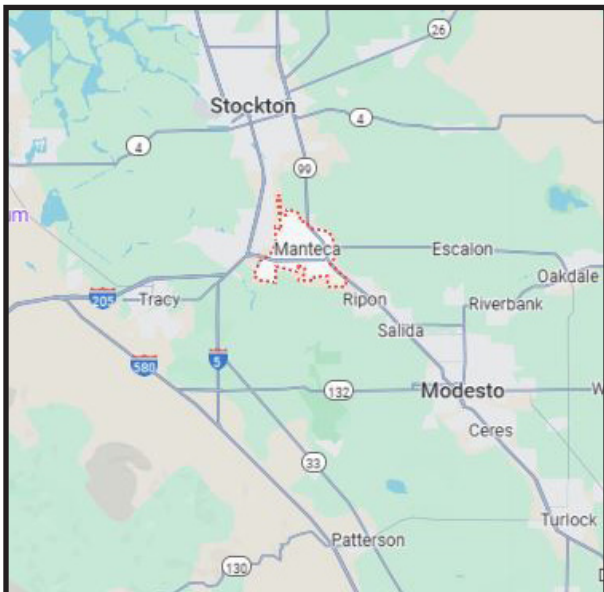 26
Stockton
4
4
99
m
Manteca
Escalon
Oakdale
205
Tracy
Ripon
Riverbank
Salida
5
580
132
Modesto
W
Ceres
33
Turlock
Patterson
130